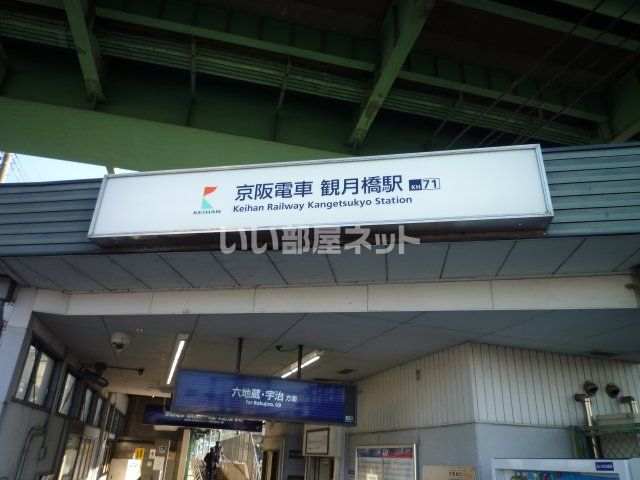 京阪電車 観月橋駅 KH 71
KEIHAN
Keihan Railway Kangetsukyo Station
いい部屋ネット
六地蔵・宇治 方面
for Rokujizo, Uji